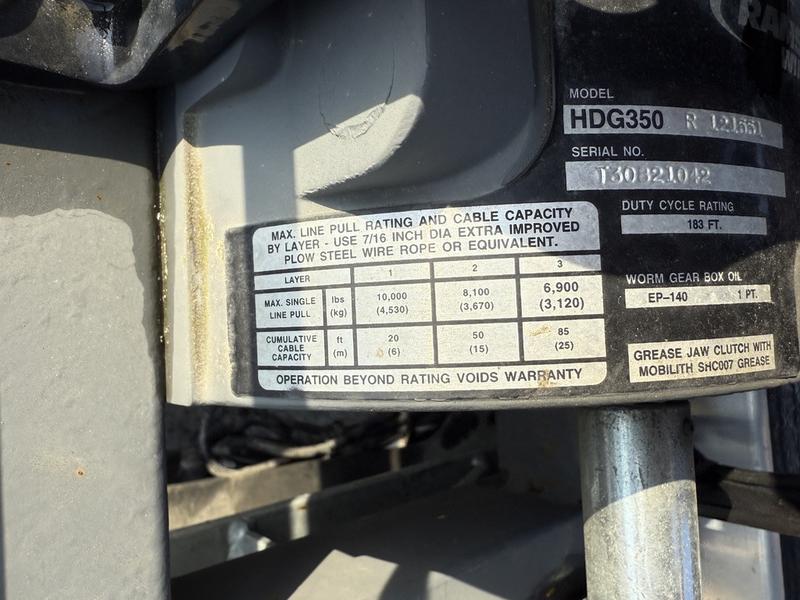 MODEL
HDG350 R 121551
SERIAL NO.
T30821042
DUTY CYCLE RATING
183 FT.
MAX. LINE PULL RATING AND CABLE CAPACITY
BY LAYER - USE 7/16 INCH DIA EXTRA IMPROVED
PLOW STEEL WIRE ROPE OR EQUIVALENT.
LAYER 1 2 3
MAX. SINGLE LINE PULL lbs (kg) 10,000 (4,530) 8,100 (3,670) 6,900 (3,120)
CUMULATIVE CABLE CAPACITY ft (m) 20 (6) 50 (15) 85 (25)
OPERATION BEYOND RATING VOIDS WARRANTY
WORM GEAR BOX OIL
EP-140 1 PT.
GREASE JAW CLUTCH WITH
MOBILITH SHC007 GREASE